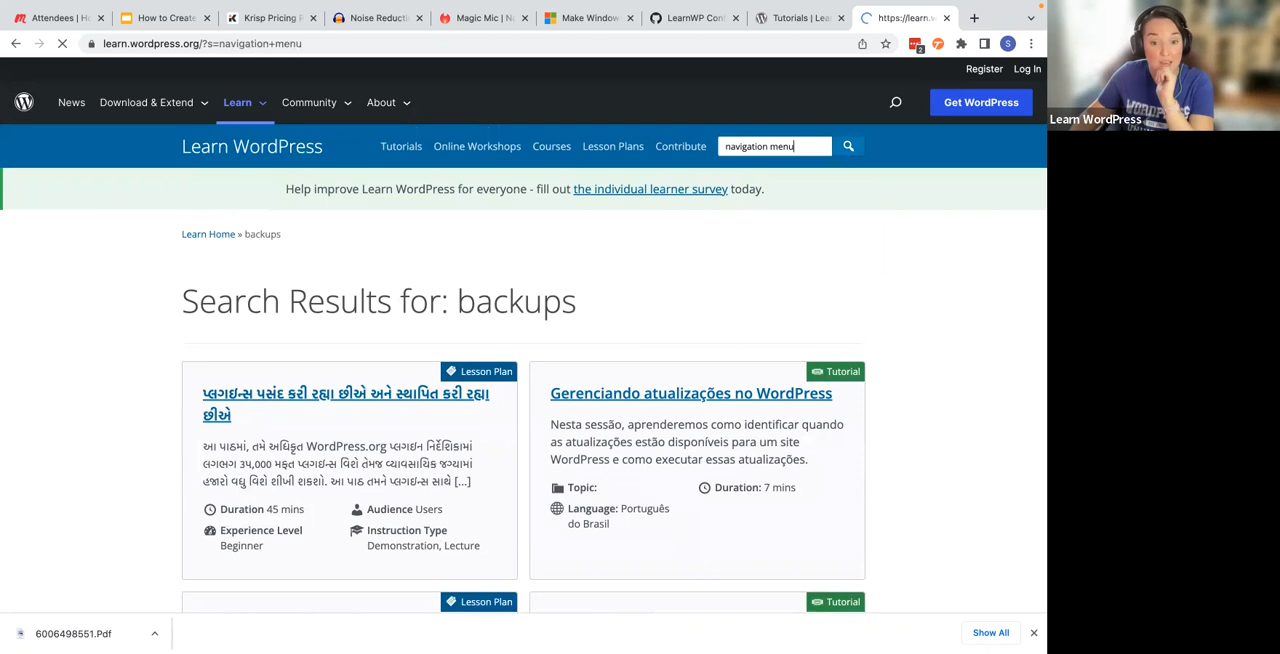 Attendees | Ho
How to Create
Krisp Pricing P
Noise Reducti
Magic Mic | No
Make Window
LearnWP Cont
Tutorials | Lear
https://learn.w
learn.wordpress.org/?s=navigation+menu
2
S
Register
Log In
News
Download & Extend
Learn
Community
About
Get WordPress
Learn WordPress
Tutorials
Online Workshops
Courses
Lesson Plans
Contribute
navigation menu
Help improve Learn WordPress for everyone - fill out the individual learner survey today.
Learn Home » backups
Search Results for: backups
Lesson Plan
પ્લગઇન્સ પસંદ કરી રહ્યા છીએ અને સ્થાપિત કરી રહ્યા
છીએ
આ પાઠમાં, તમે અધિકૃત WordPress.org પ્લગઇન નિર્દેશિકામાં
લગભગ ૩૫,૦૦૦ મફત પ્લગઇન્સ વિશે તેમજ વ્યાવસાયિક જગ્યામાં
હજારો વધુ વિશે શીખી શકશો. આ પાઠ તમને પ્લગઇન્સ સાથે [...]
Duration 45 mins
Audience Users
Experience Level
Beginner
Instruction Type
Demonstration, Lecture
Tutorial
Gerenciando atualizações no WordPress
Nesta sessão, aprenderemos como identificar quando
as atualizações estão disponíveis para um site
WordPress e como executar essas atualizações.
Topic:
Duration: 7 mins
Language: Português
do Brasil
Lesson Plan
Tutorial
6006498551.Pdf
Show All
WORDPRESS
Learn WordPress